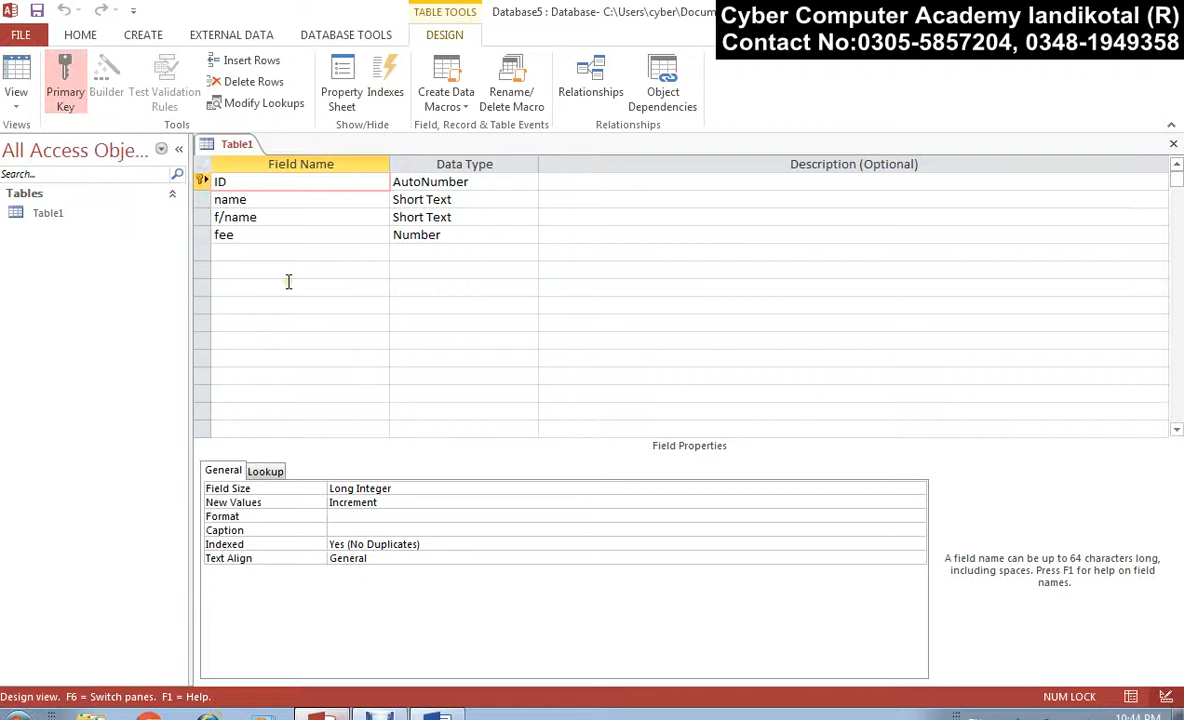 TABLE TOOLS
Database5 : Database- C:\Users\cyber\Docum
Cyber Computer Academy landikotal (R)
Contact No:0305-5857204, 0348-1949358
FILE
HOME
CREATE
EXTERNAL DATA
DATABASE TOOLS
DESIGN
View
Primary
Key
Builder
Test Validation
Rules
Insert Rows
Delete Rows
Modify Lookups
Property
Sheet
Indexes
Create Data
Macros
Rename/
Delete Macro
Relationships
Object
Dependencies
Views
Tools
Show/Hide
Field, Record & Table Events
Relationships
All Access Obje...
Search...
Tables
Table1
Table1
Field Name
Data Type
Description (Optional)
ID
AutoNumber
name
Short Text
f/name
Short Text
fee
Number
Field Properties
General
Lookup
Field Size
Long Integer
New Values
Increment
Format
Caption
Indexed
Yes (No Duplicates)
Text Align
General
A field name can be up to 64 characters long,
including spaces. Press F1 for help on field
names.
Design view. F6 = Switch panes. F1 = Help.
NUM LOCK
10:44 PM